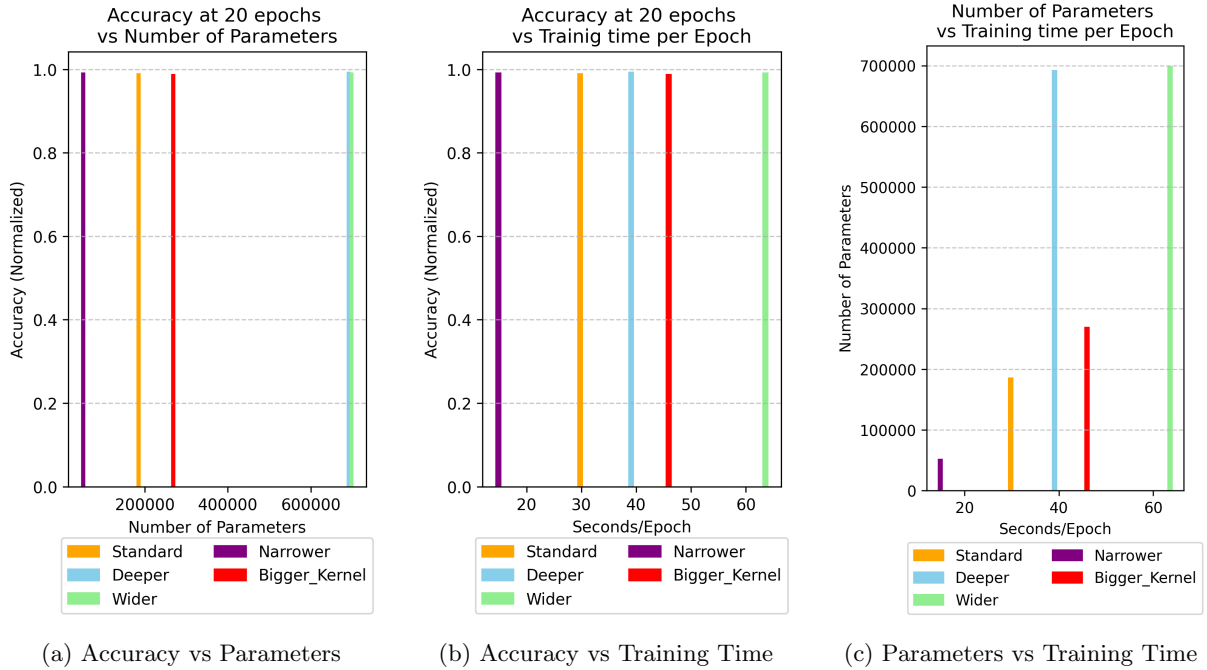 Accuracy at 20 epochs
vs Number of Parameters
1.0
0.8
0.6
0.4
0.2
0.0
Accuracy (Normalized)
200000 400000 600000
Number of Parameters
Standard Narrower
Deeper Bigger_Kernel
Wider
(a) Accuracy vs Parameters
Accuracy at 20 epochs
vs Trainig time per Epoch
1.0
0.8
0.6
0.4
0.2
0.0
Accuracy (Normalized)
20 30 40 50 60
Seconds/Epoch
Standard Narrower
Deeper Bigger_Kernel
Wider
(b) Accuracy vs Training Time
Number of Parameters
vs Training time per Epoch
700000
600000
500000
400000
300000
200000
100000
0
Number of Parameters
20 40 60
Seconds/Epoch
Standard Narrower
Deeper Bigger_Kernel
Wider
(c) Parameters vs Training Time